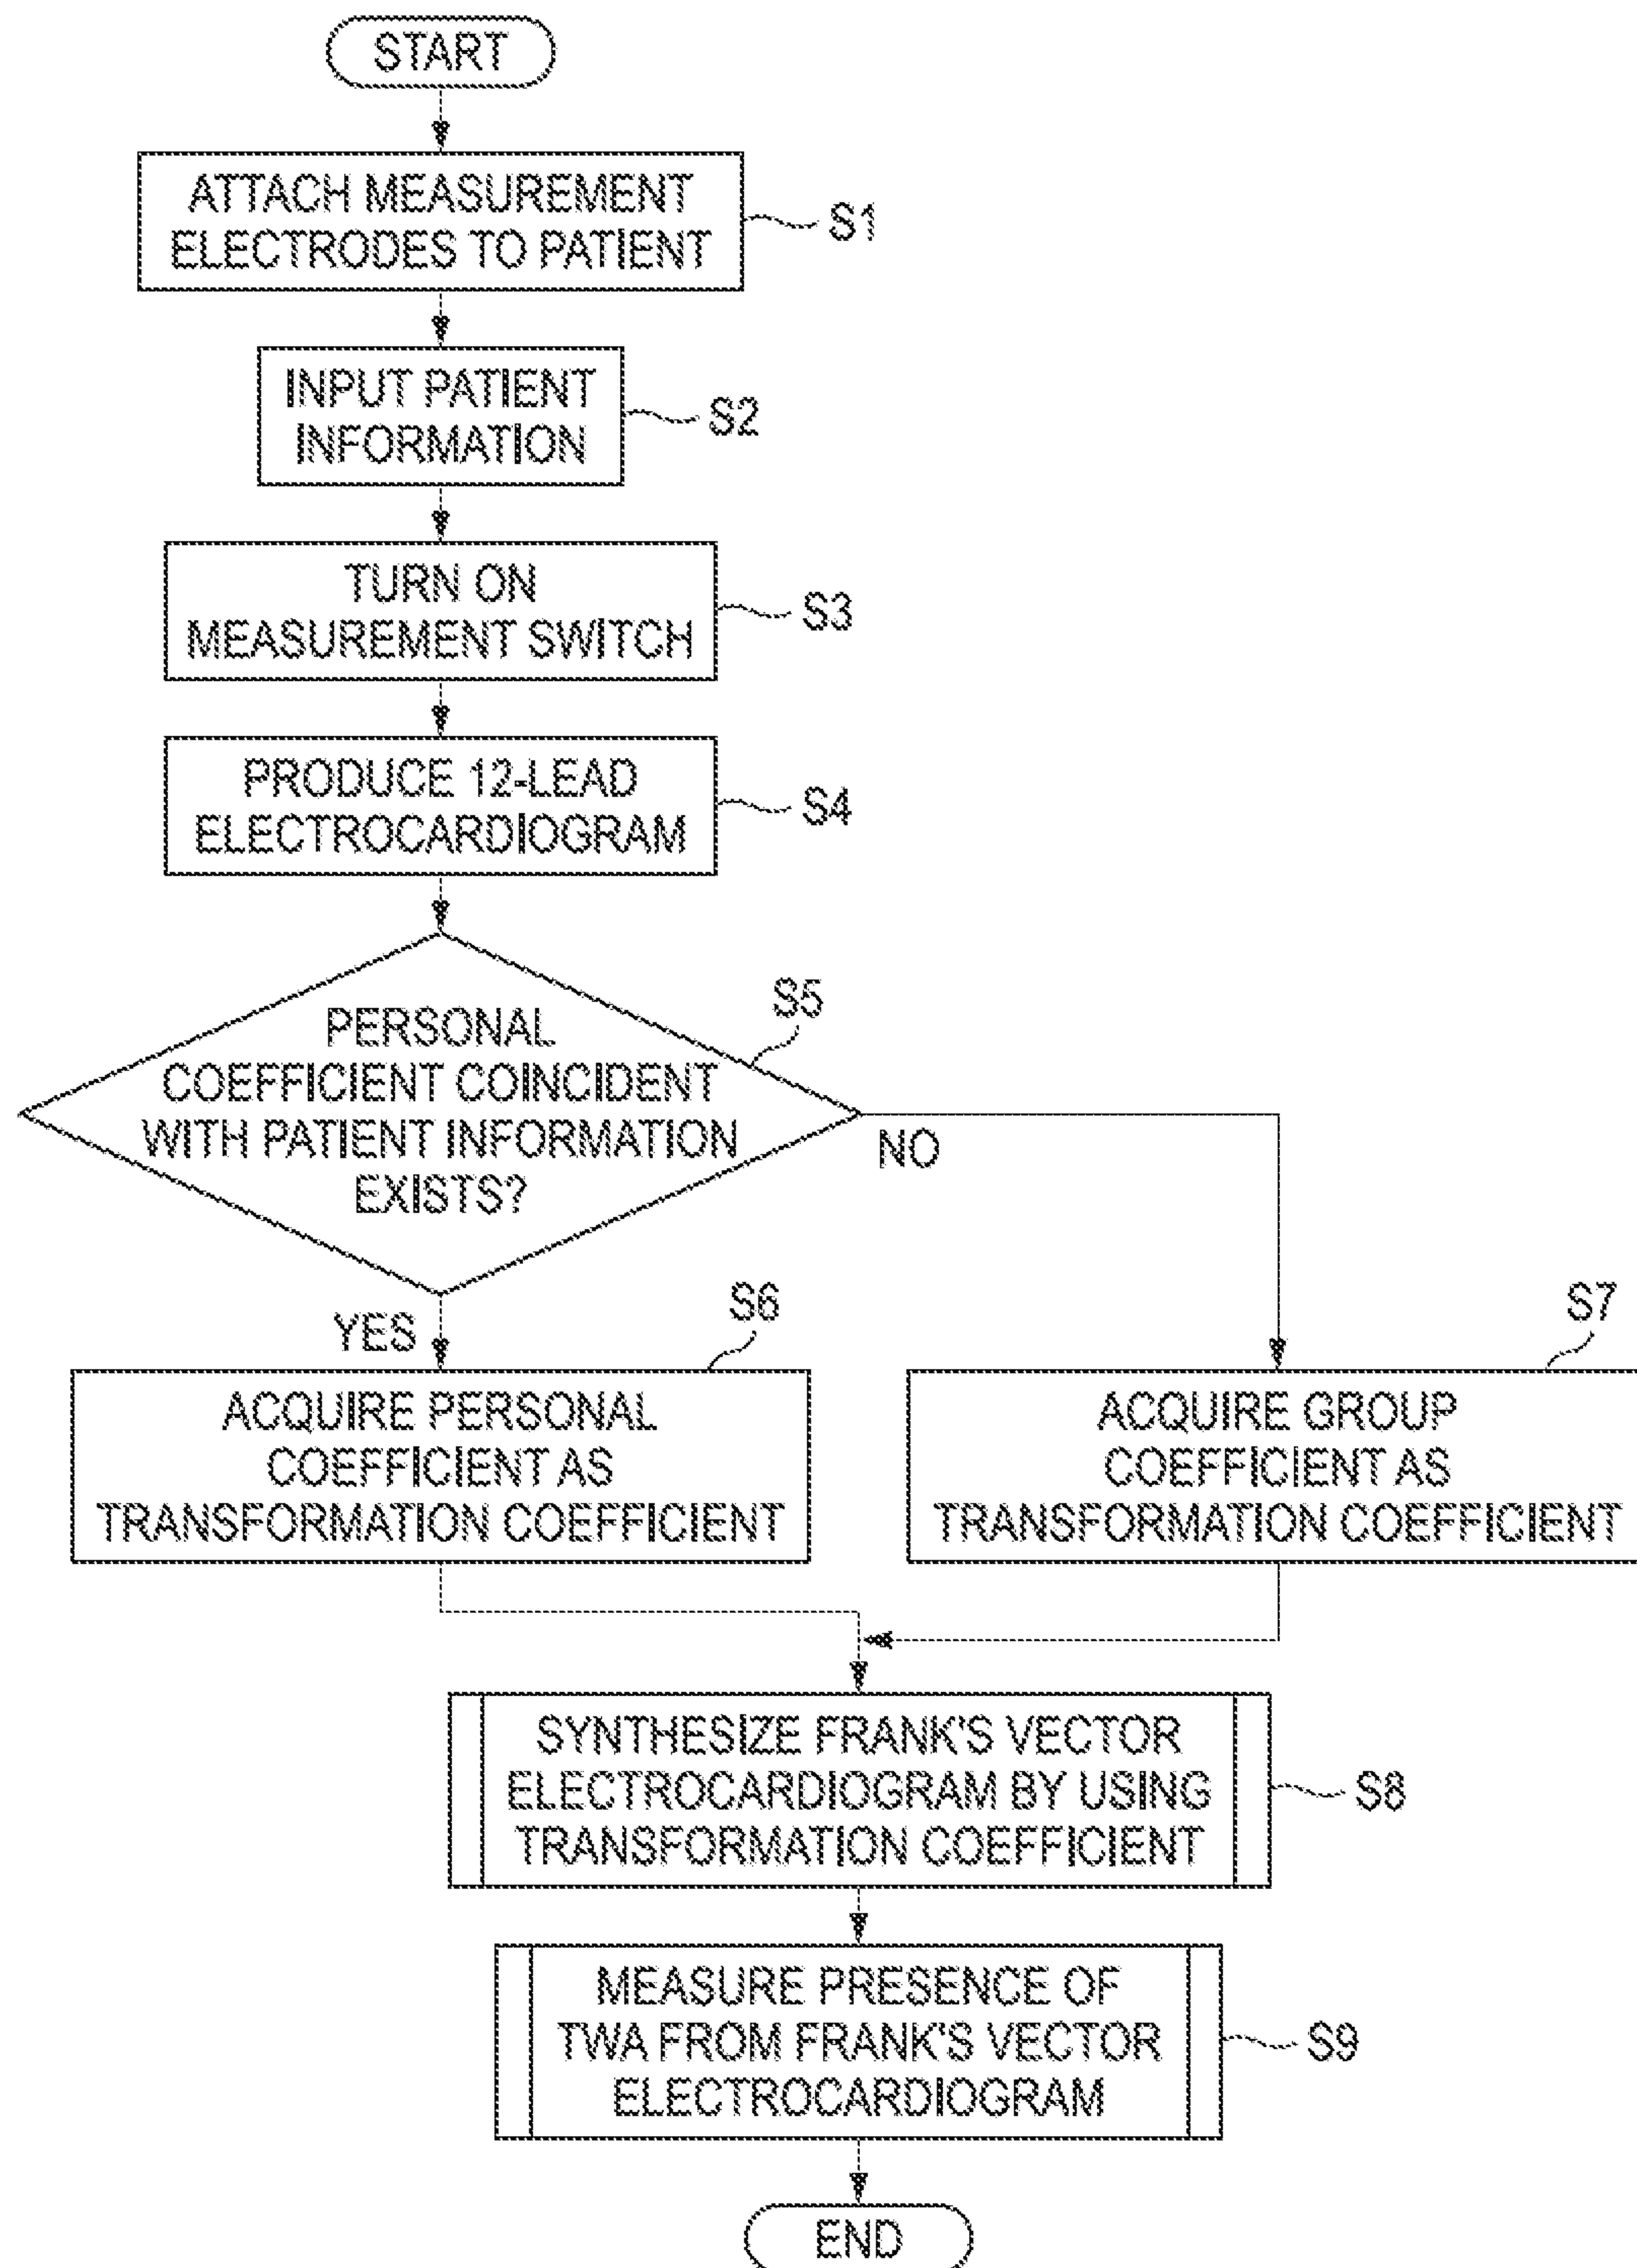 START
ATTACH MEASUREMENT
ELECTRODES TO PATIENT
S1
INPUT PATIENT
INFORMATION
S2
TURN ON
MEASUREMENT SWITCH
S3
PRODUCE 12-LEAD
ELECTROCARDIOGRAM
S4
S5
PERSONAL
COEFFICIENT COINCIDENT
WITH PATIENT INFORMATION
EXISTS?
NO
YES
S6
ACQUIRE PERSONAL
COEFFICIENT AS
TRANSFORMATION COEFFICIENT
S7
ACQUIRE GROUP
COEFFICIENT AS
TRANSFORMATION COEFFICIENT
SYNTHESIZE FRANK'S VECTOR
ELECTROCARDIOGRAM BY USING
TRANSFORMATION COEFFICIENT
S8
MEASURE PRESENCE OF
TWA FROM FRANK'S VECTOR
ELECTROCARDIOGRAM
S9
END